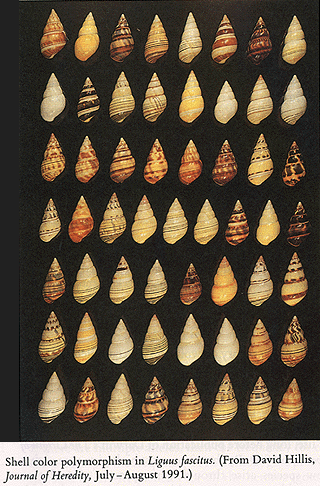 Shell color polymorphism in Liguus fascitus. (From David Hillis,
Journal of Heredity, July–August 1991.)